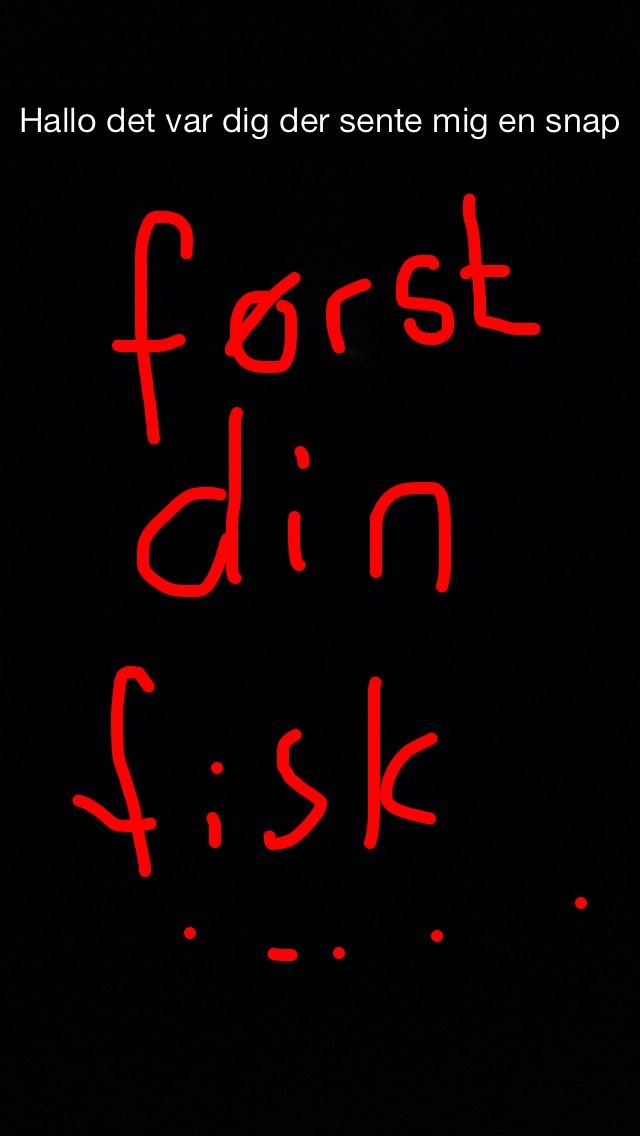 Hallo det var dig der sente mig en snap
først
din
fisk
. _ . . .